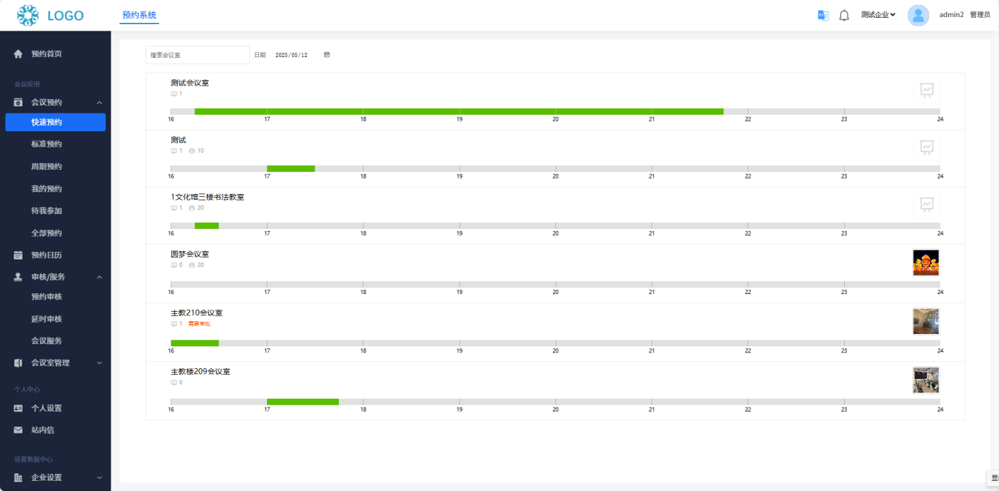 LOGO
预约系统
测试企业
admin2 管理员
预约首页
会议应用
会议预约
快速预约
标准预约
周期预约
我的预约
待我参加
全部预约
预约日历
审核/服务
预约审核
延时审核
会议服务
会议室管理
个人中心
个人设置
站内信
设置数据中心
企业设置
搜索会议室 日期 2025/05/12
测试会议室
1
16 17 18 19 20 21 22 23 24
测试
1 10
16 17 18 19 20 21 22 23 24
1文化馆三楼书法教室
1 20
16 17 18 19 20 21 22 23 24
圆梦会议室
0 20
16 17 18 19 20 21 22 23 24
主教210会议室
1 需要审批
16 17 18 19 20 21 22 23 24
主教楼209会议室
0
16 17 18 19 20 21 22 23 24